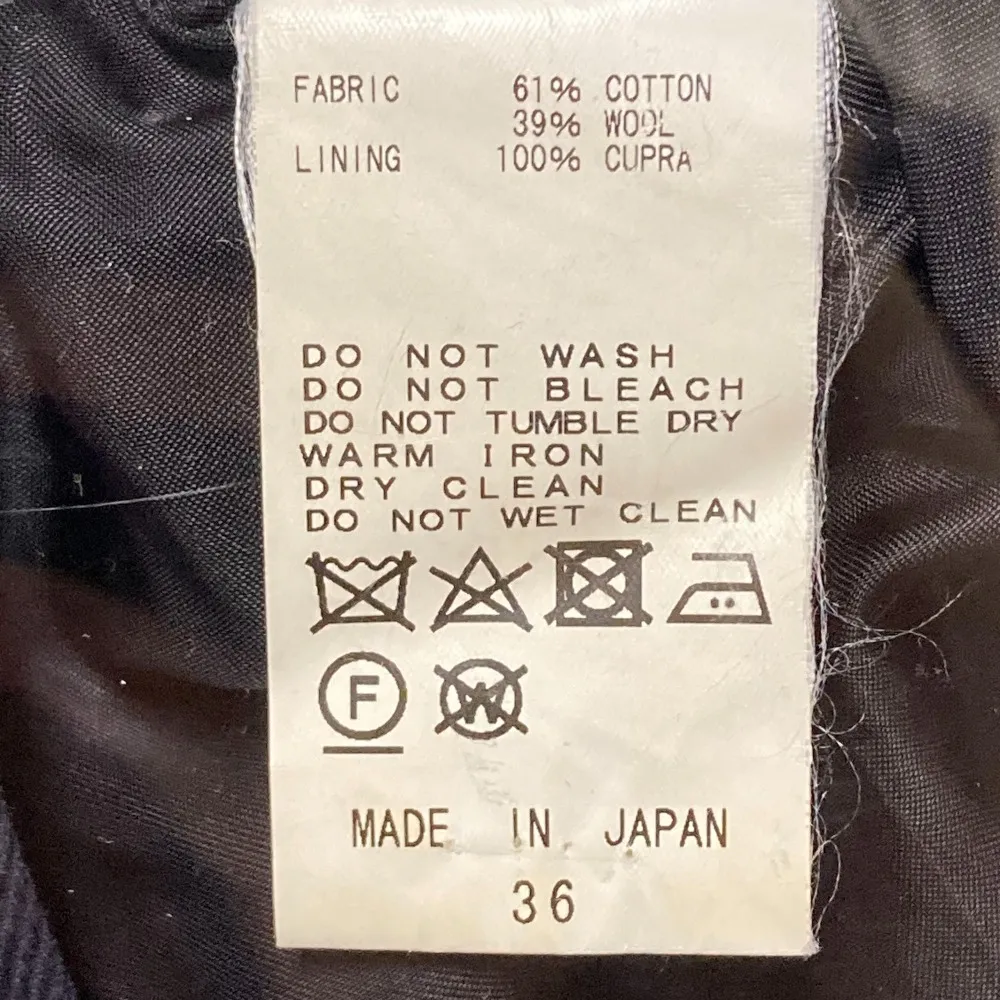 FABRIC 61% COTTON
39% WOOL
LINING 100% CUPRA
DO NOT WASH
DO NOT BLEACH
DO NOT TUMBLE DRY
WARM IRON
DRY CLEAN
DO NOT WET CLEAN
F W
MADE IN JAPAN
36